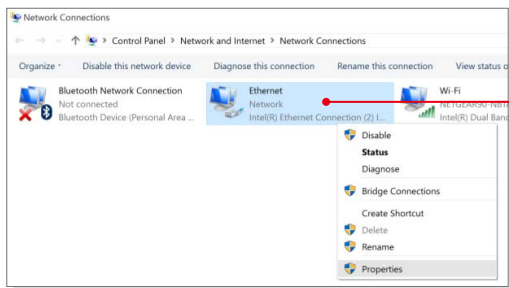 Network Connections
Control Panel > Network and Internet > Network Connections
Organize Disable this network device Diagnose this connection Rename this connection View status o
Bluetooth Network Connection
Not connected
Bluetooth Device (Personal Area ...
Ethernet
Network
Intel(R) Ethernet Connection (2) I...
Wi-Fi
Intel(R) Dual Band
Disable
Status
Diagnose
Bridge Connections
Create Shortcut
Delete
Rename
Properties